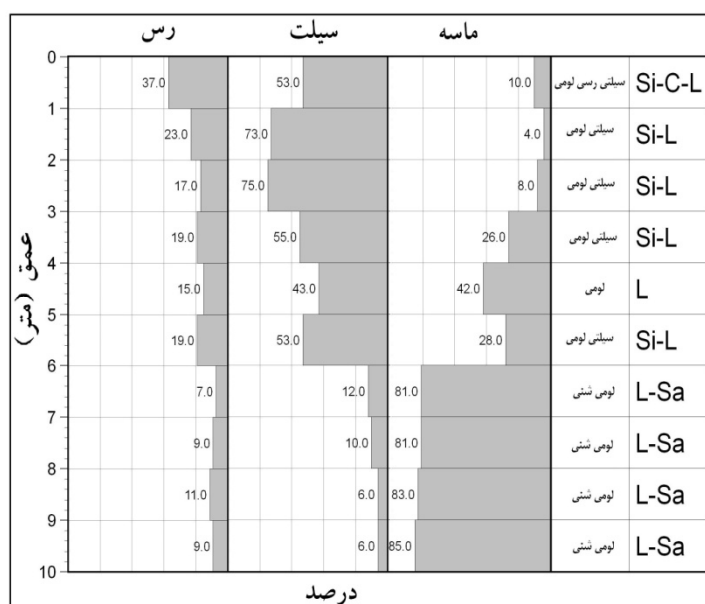 رس سیلت ماسه
عمق (متر)
0
37.0 53.0 10.0 سیلتی رسی لومی Si-C-L
1
23.0 73.0 4.0 سیلتی لومی Si-L
2
17.0 75.0 8.0 سیلتی لومی Si-L
3
19.0 55.0 26.0 سیلتی لومی Si-L
4
15.0 43.0 42.0 لومی L
5
19.0 53.0 28.0 سیلتی لومی Si-L
6
7.0 12.0 81.0 لومی شنی L-Sa
7
9.0 10.0 81.0 لومی شنی L-Sa
8
11.0 6.0 83.0 لومی شنی L-Sa
9
9.0 6.0 85.0 لومی شنی L-Sa
10
درصد